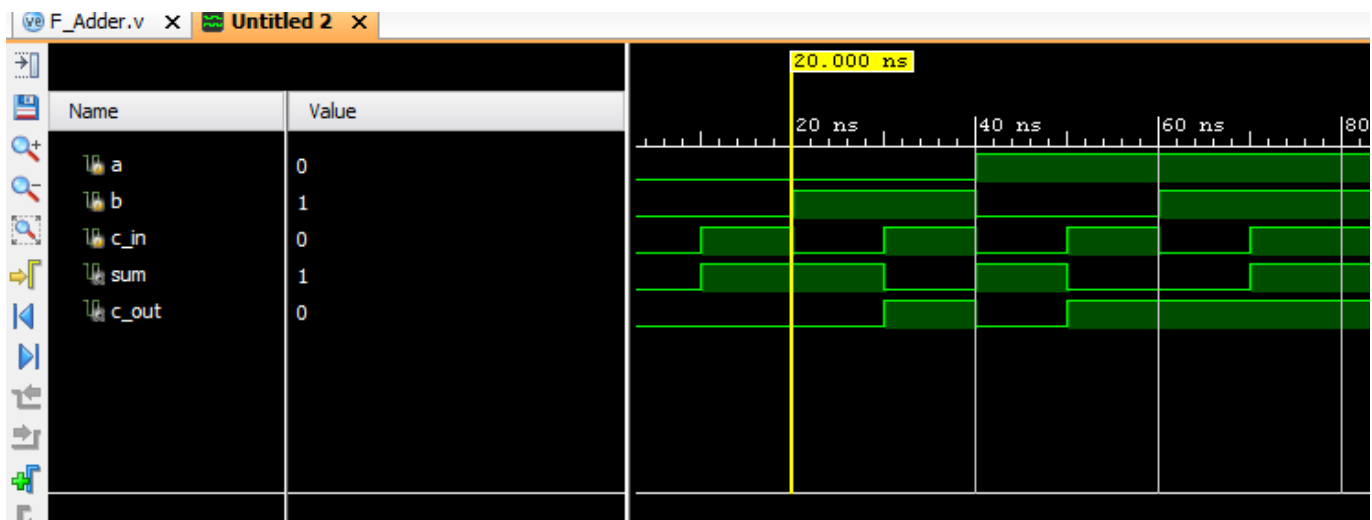 F_Adder.v
Untitled 2
20.000 ns
Name Value
20 ns 40 ns 60 ns 80
a 0
b 1
c_in 0
sum 1
c_out 0